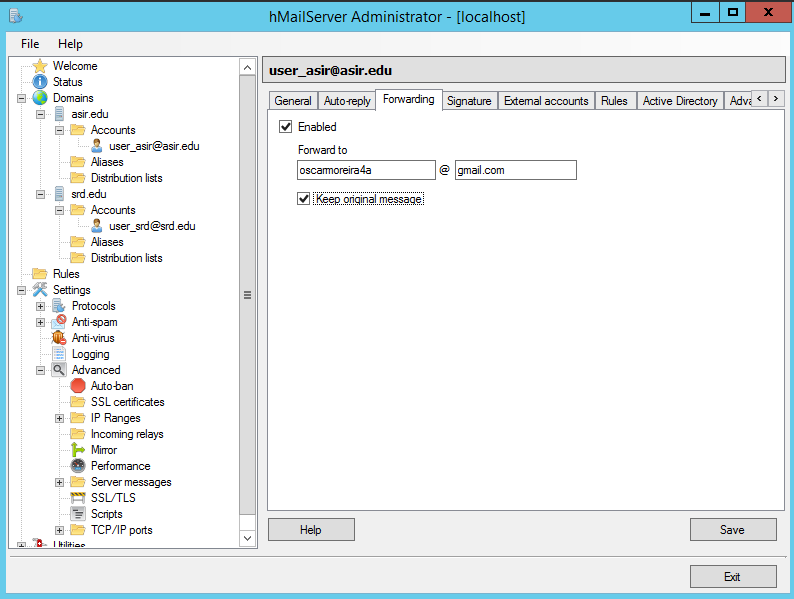 hMailServer Administrator - [localhost]
File Help
Welcome
Status
Domains
asir.edu
Accounts
user_asir@asir.edu
Aliases
Distribution lists
srd.edu
Accounts
user_srd@srd.edu
Aliases
Distribution lists
Rules
Settings
Protocols
Anti-spam
Anti-virus
Logging
Advanced
Auto-ban
SSL certificates
IP Ranges
Incoming relays
Mirror
Performance
Server messages
SSL/TLS
Scripts
TCP/IP ports
Utilities
user_asir@asir.edu
General Auto-reply Forwarding Signature External accounts Rules Active Directory Adva
Enabled
Forward to
oscarmoreira4a @ gmail.com
Keep original message
Help Save
Exit